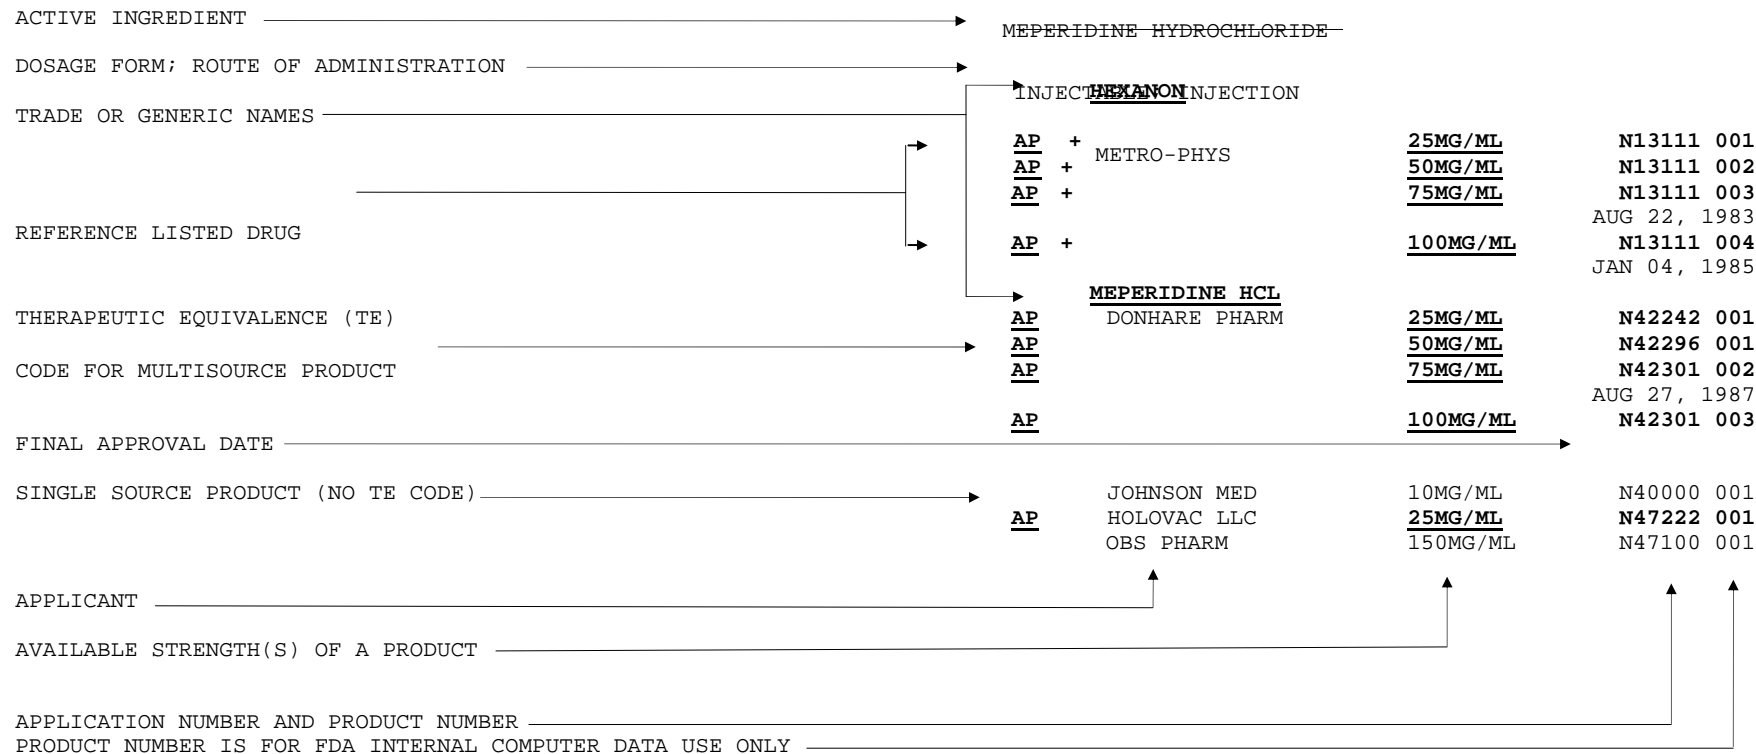 ACTIVE INGREDIENT
MEPERIDINE HYDROCHLORIDE
DOSAGE FORM; ROUTE OF ADMINISTRATION
HEXANON
INJECTABLE; INJECTION
TRADE OR GENERIC NAMES
AP + 25MG/ML N13111 001
METRO-PHYS
AP + 50MG/ML N13111 002
AP + 75MG/ML N13111 003
AUG 22, 1983
REFERENCE LISTED DRUG
AP + 100MG/ML N13111 004
JAN 04, 1985
MEPERIDINE HCL
THERAPEUTIC EQUIVALENCE (TE) AP DONHARE PHARM 25MG/ML N42242 001
AP 50MG/ML N42296 001
CODE FOR MULTISOURCE PRODUCT AP 75MG/ML N42301 002
AUG 27, 1987
AP 100MG/ML N42301 003
FINAL APPROVAL DATE
SINGLE SOURCE PRODUCT (NO TE CODE) JOHNSON MED 10MG/ML N40000 001
AP HOLOVAC LLC 25MG/ML N47222 001
OBS PHARM 150MG/ML N47100 001
APPLICANT
AVAILABLE STRENGTH(S) OF A PRODUCT
APPLICATION NUMBER AND PRODUCT NUMBER
PRODUCT NUMBER IS FOR FDA INTERNAL COMPUTER DATA USE ONLY